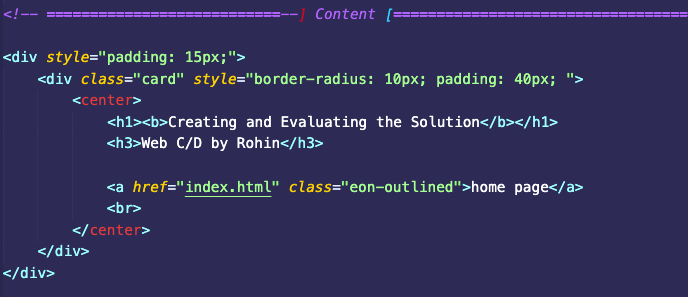 <!-- ===========================--] Content [==================================
<div style="padding: 15px;">
<div class="card" style="border-radius: 10px; padding: 40px; ">
<center>
<h1><b>Creating and Evaluating the Solution</b></h1>
<h3>Web C/D by Rohin</h3>
<a href="index.html" class="eon-outlined">home page</a>
<br>
</center>
</div>
</div>